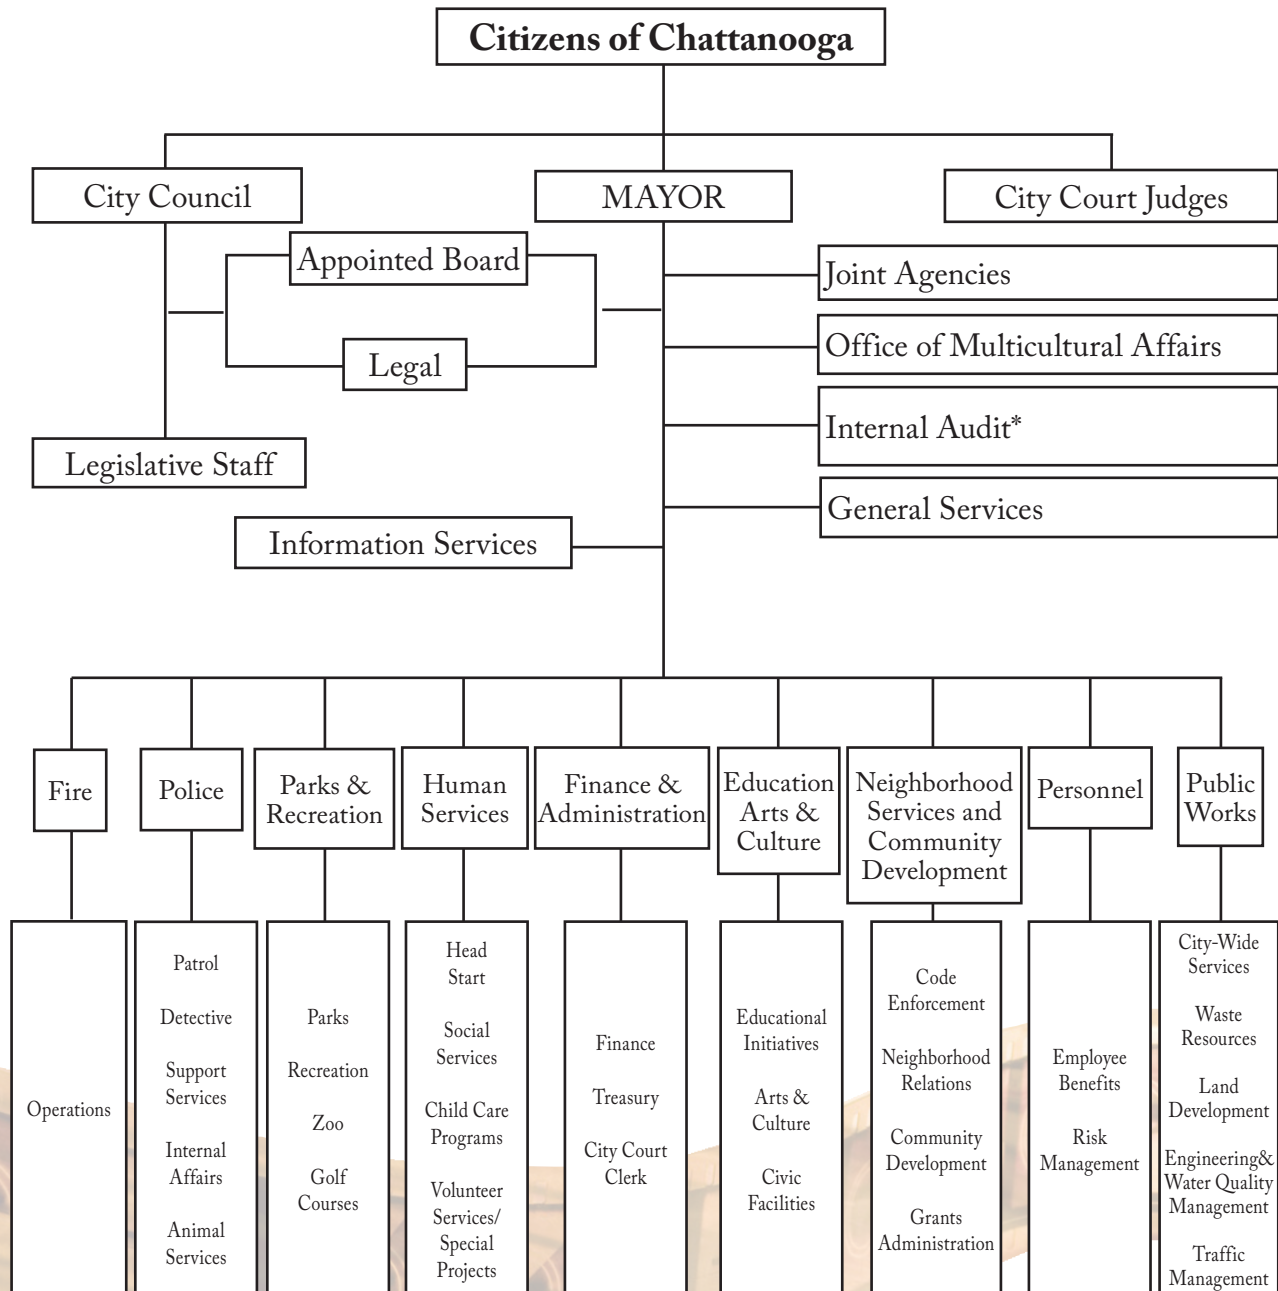 Citizens of Chattanooga
City Council
MAYOR
City Court Judges
Appointed Board
Joint Agencies
Office of Multicultural Affairs
Legal
Internal Audit*
Legislative Staff
General Services
Information Services
Fire
Police
Parks &
Recreation
Human
Services
Finance &
Administration
Education
Arts &
Culture
Neighborhood
Services and
Community
Development
Personnel
Public
Works
Operations
Patrol
Detective
Support
Services
Internal
Affairs
Animal
Services
Parks
Recreation
Zoo
Golf
Courses
Head
Start
Social
Services
Child Care
Programs
Volunteer
Services/
Special
Projects
Finance
Treasury
City Court
Clerk
Educational
Initiatives
Arts &
Culture
Civic
Facilities
Code
Enforcement
Neighborhood
Relations
Community
Development
Grants
Administration
Employee
Benefits
Risk
Management
City-Wide
Services
Waste
Resources
Land
Development
Engineering&
Water Quality
Management
Traffic
Management